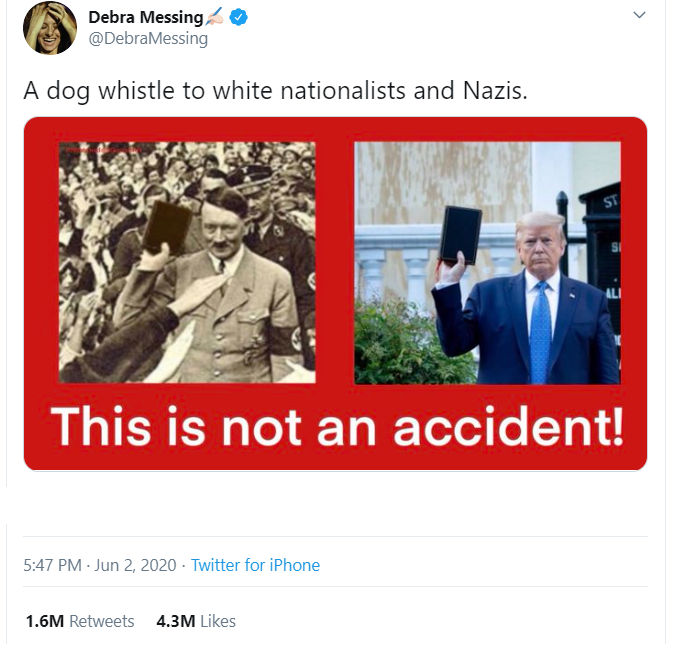 Debra Messing
@DebraMessing
A dog whistle to white nationalists and Nazis.
ST
ALI
This is not an accident!
5:47 PM · Jun 2, 2020 · Twitter for iPhone
1.6M Retweets 4.3M Likes